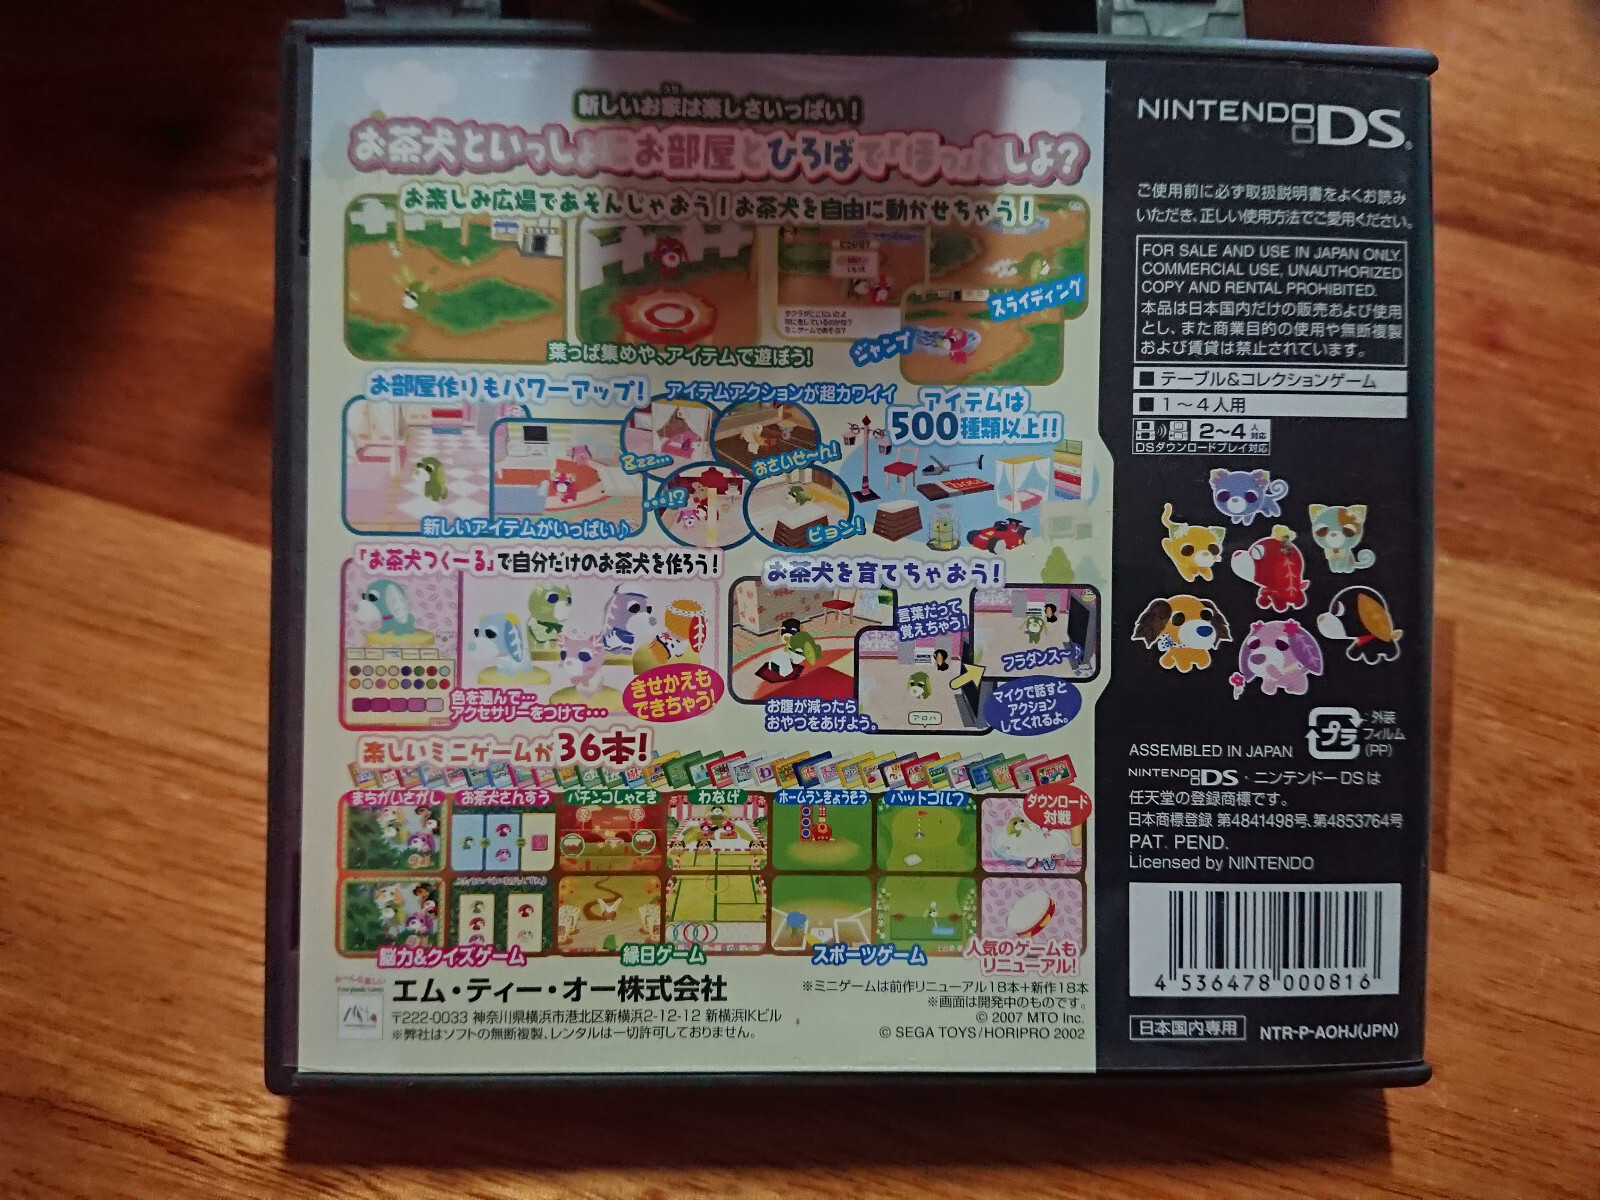 新しいお家は楽しさいっぱい!
お茶犬といっしょにお部屋とひろばで「ほっ」としよ?
お楽しみ広場であそんじゃおう!お茶犬を自由に動かせちゃう!
スライディング
ジャンプ
葉っぱ集めや、アイテムで遊ぼう!
お部屋作りもパワーアップ!
アイテムアクションが超カワイイ
アイテムは
500種類以上!!
Zzz...
おさいせ〜ん!
...!?
ピョン!
新しいアイテムがいっぱい♪
「お茶犬つく〜る」で自分だけのお茶犬を作ろう!
色を選んで…
アクセサリーをつけて…
きせかえも
できちゃう!
お茶犬を育てちゃおう!
言葉だって
覚えちゃう!
フラダンス〜♪
お腹が減ったら
おやつをあげよう。
アロハ
マイクで話すと
アクション
してくれるよ。
楽しいミニゲームが36本!
まちがいさがし
お茶犬さんすう
パチンコしゃてき
わなげ
ホームランきょうそう
パットゴルフ
ダウンロード
対戦
脳力&クイズゲーム
縁日ゲーム
スポーツゲーム
人気のゲームも
リニューアル!
エム・ティー・オー株式会社
〒222-0033 神奈川県横浜市港北区新横浜2-12-12 新横浜IKビル
※弊社はソフトの無断複製、レンタルは一切許可しておりません。
※ミニゲームは前作リニューアル18本+新作18本
※画面は開発中のものです。
© 2007 MTO Inc.
© SEGA TOYS/HORIPRO 2002
NINTENDO DS
ご使用前に必ず取扱説明書をよくお読み
いただき、正しい使用方法でご愛用ください。
FOR SALE AND USE IN JAPAN ONLY.
COMMERCIAL USE, UNAUTHORIZED
COPY AND RENTAL PROHIBITED.
本品は日本国内だけの販売および使用
とし、また商業目的の使用や無断複製
および賃貸は禁止されています。
■ テーブル&コレクションゲーム
■ 1〜4人用
2〜4人対応
DSダウンロードプレイ対応
プラ
:外装
フィルム
(PP)
ASSEMBLED IN JAPAN
NINTENDO DS・ニンテンドーDSは
任天堂の登録商標です。
日本商標登録 第4841498号、第4853764号
PAT. PEND.
Licensed by NINTENDO
4 536478 000816
日本国内専用
NTR-P-AOHJ(JPN)